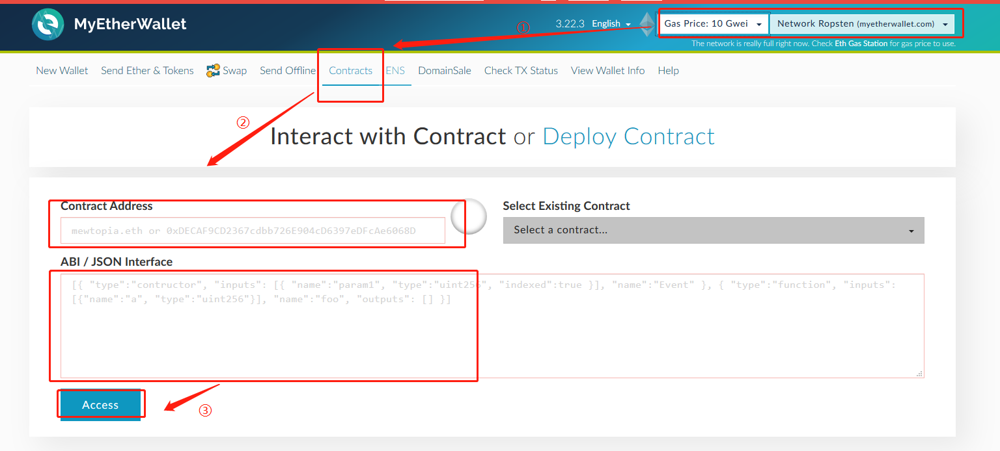 MyEtherWallet
3.22.3 English
Gas Price: 10 Gwei
Network Ropsten (myetherwallet.com)
①
The network is really full right now. Check Eth Gas Station for gas price to use.
New Wallet Send Ether & Tokens Swap Send Offline Contracts ENS DomainSale Check TX Status View Wallet Info Help
②
Interact with Contract or Deploy Contract
Contract Address
mewtopia.eth or 0xDECAF9CD2367cdbb726E904cD6397eDFcAe6068D
Select Existing Contract
Select a contract...
ABI / JSON Interface
[{ "type":"contructor", "inputs": [{ "name":"param1", "type":"uint256", "indexed":true }], "name":"Event" }, { "type":"function", "inputs":
[{"name":"a", "type":"uint256"}], "name":"foo", "outputs": [] }]
Access
③